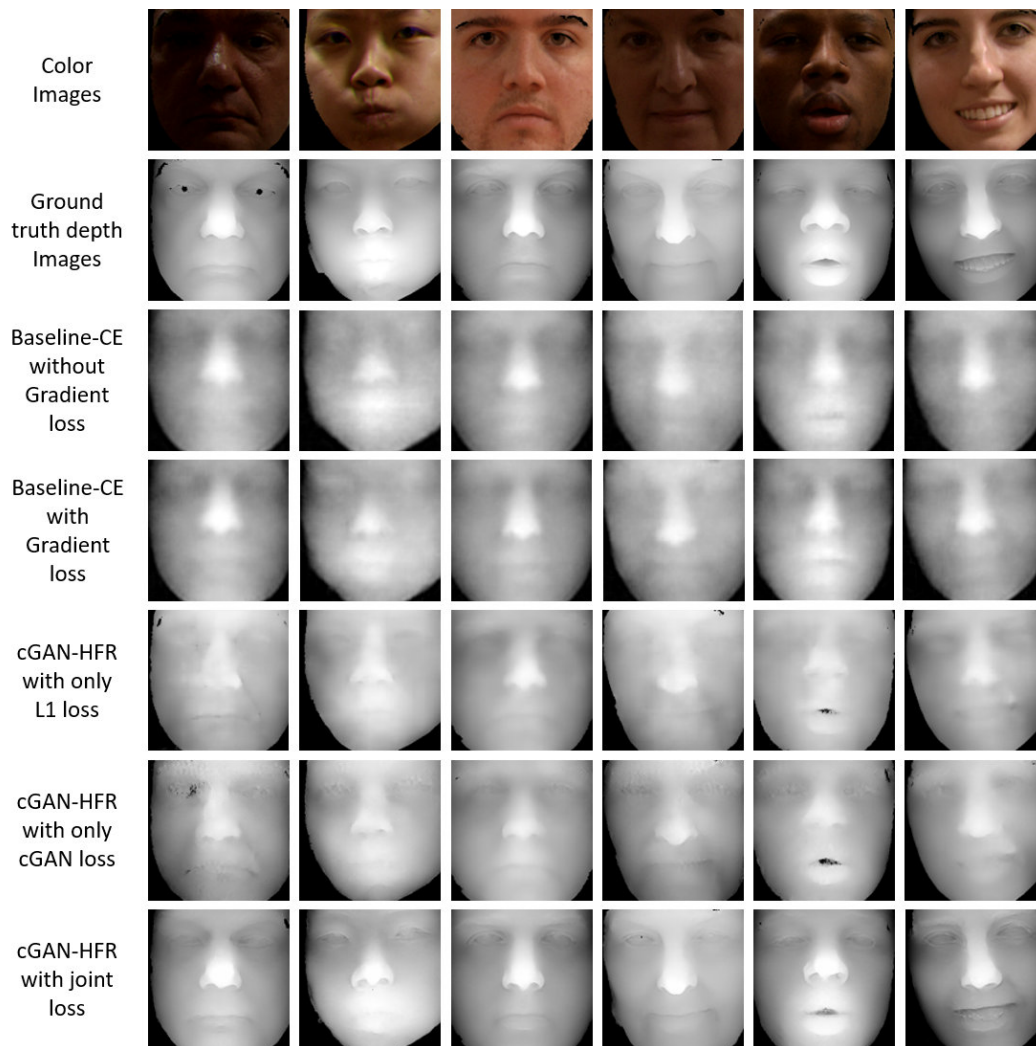 Color
Images
Ground
truth depth
Images
Baseline-CE
without
Gradient
loss
Baseline-CE
with
Gradient
loss
cGAN-HFR
with only
L1 loss
cGAN-HFR
with only
cGAN loss
cGAN-HFR
with joint
loss